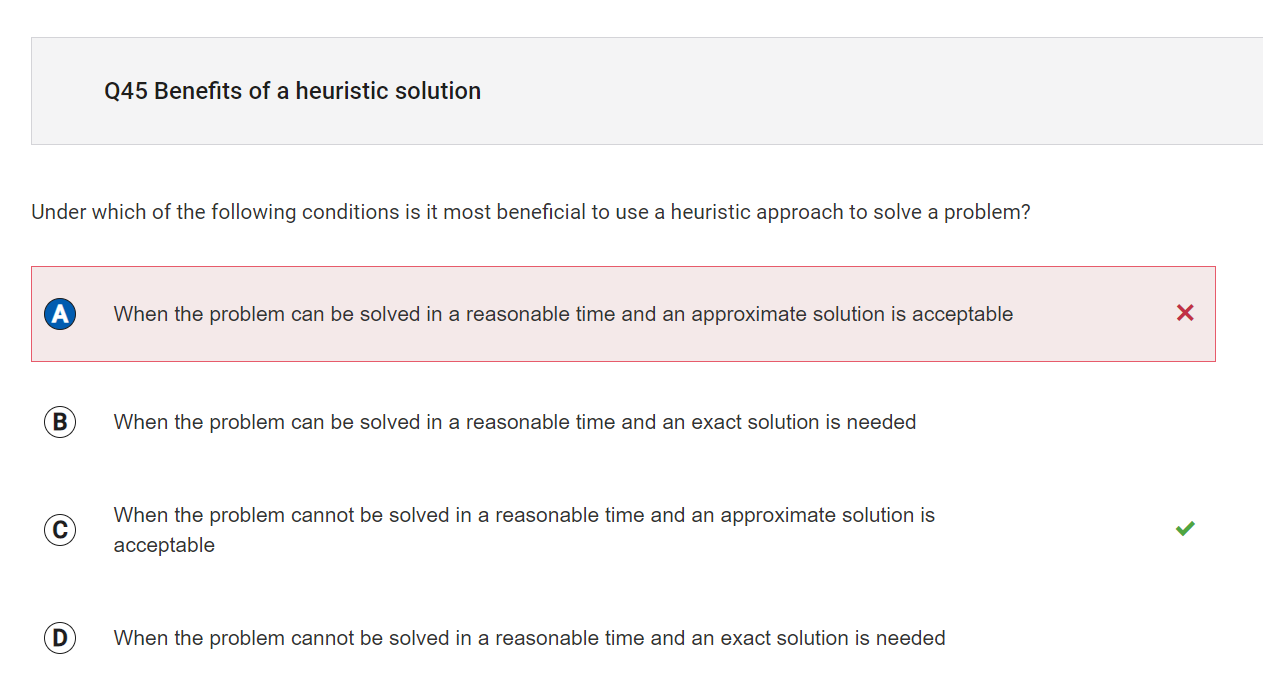 Q45 Benefits of a heuristic solution
Under which of the following conditions is it most beneficial to use a heuristic approach to solve a problem?
A When the problem can be solved in a reasonable time and an approximate solution is acceptable
B When the problem can be solved in a reasonable time and an exact solution is needed
C When the problem cannot be solved in a reasonable time and an approximate solution is
acceptable
D When the problem cannot be solved in a reasonable time and an exact solution is needed